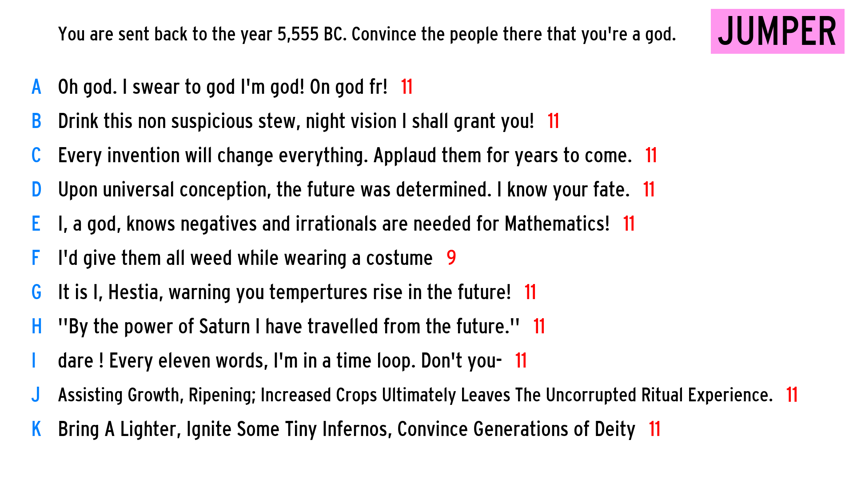 You are sent back to the year 5,555 BC. Convince the people there that you're a god.
JUMPER
A Oh god. I swear to god I'm god! On god fr! 11
B Drink this non suspicious stew, night vision I shall grant you! 11
C Every invention will change everything. Applaud them for years to come. 11
D Upon universal conception, the future was determined. I know your fate. 11
E I, a god, knows negatives and irrationals are needed for Mathematics! 11
F I'd give them all weed while wearing a costume 9
G It is I, Hestia, warning you tempertures rise in the future! 11
H "By the power of Saturn I have travelled from the future." 11
I dare ! Every eleven words, I'm in a time loop. Don't you- 11
J Assisting Growth, Ripening; Increased Crops Ultimately Leaves The Uncorrupted Ritual Experience. 11
K Bring A Lighter, Ignite Some Tiny Infernos, Convince Generations of Deity 11